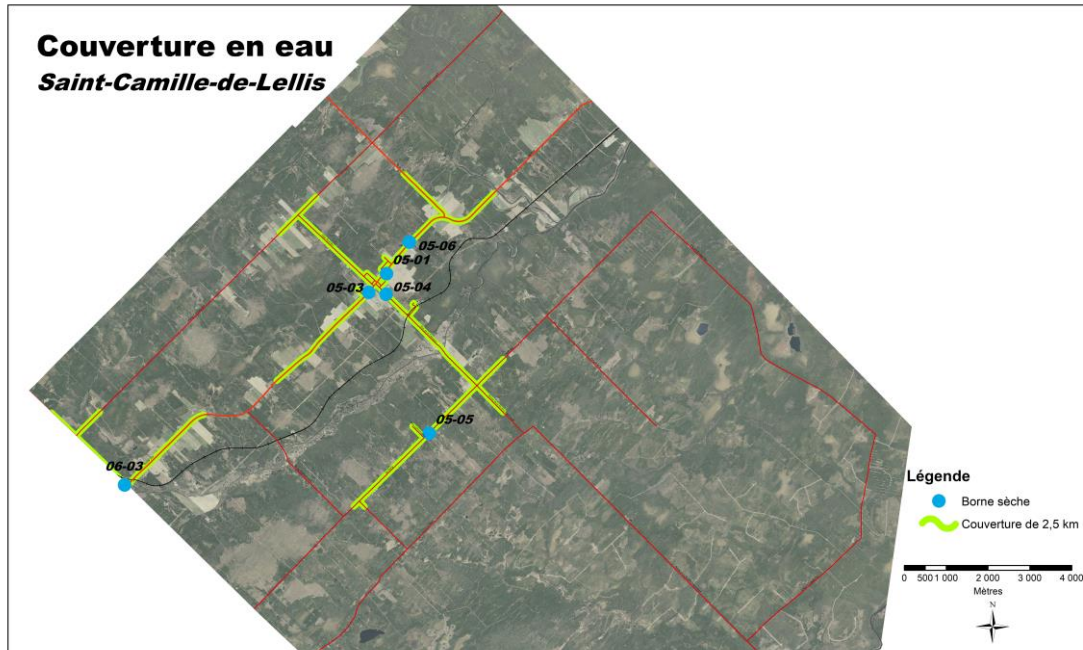 Couverture en eau
Saint-Camille-de-Lellis
05-06
05-01
05-03
05-04
05-05
06-03
Légende
Borne sèche
Couverture de 2,5 km
0 500 1 000 2 000 3 000 4 000
Mètres
N